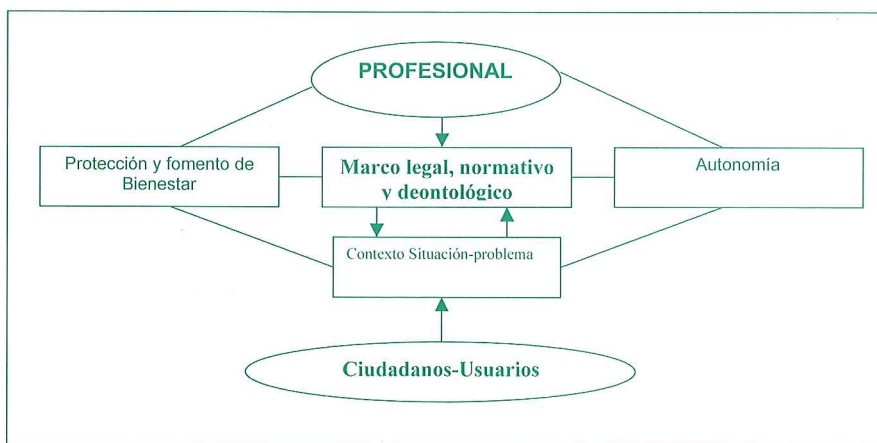 PROFESIONAL
Protección y fomento de
Bienestar
Marco legal, normativo
y deontológico
Autonomía
Contexto Situación-problema
Ciudadanos-Usuarios